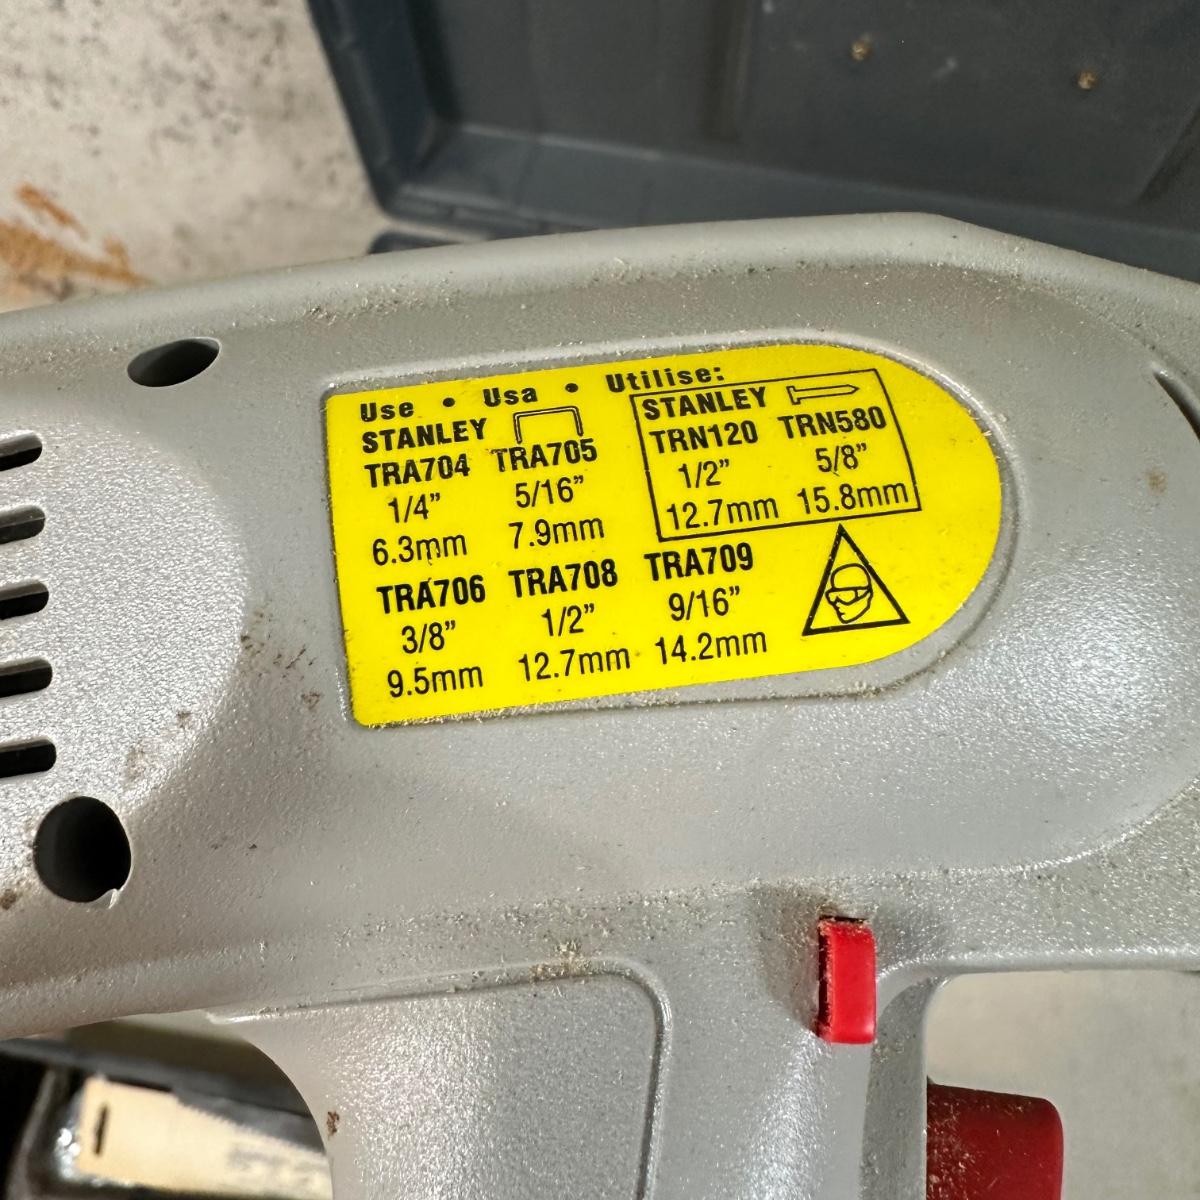 Use • Usa • Utilise:
STANLEY
TRA704 TRA705
1/4" 5/16"
6.3mm 7.9mm
STANLEY
TRN120 TRN580
1/2" 5/8"
12.7mm 15.8mm
TRA706 TRA708 TRA709
3/8" 1/2" 9/16"
9.5mm 12.7mm 14.2mm